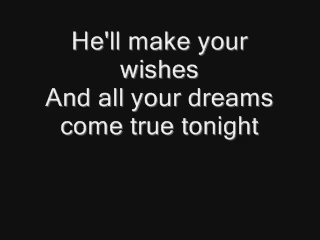 He'll make your
wishes
And all your dreams
come true tonight